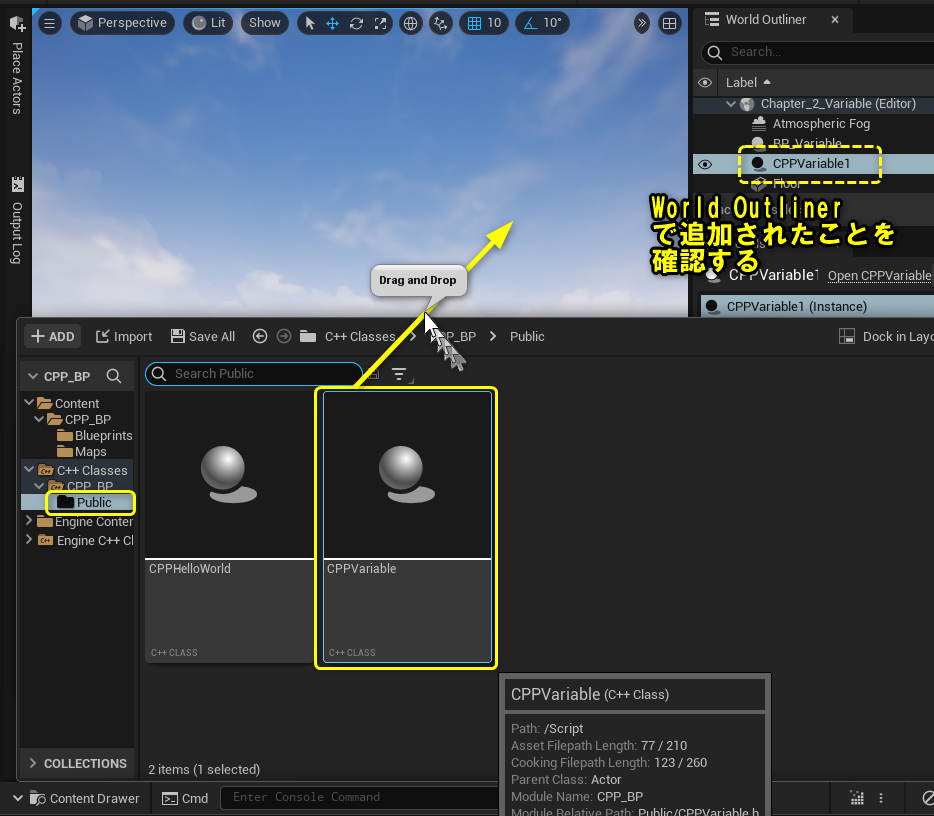 Perspective
Lit
Show
10
10°
World Outliner
Search...
Label
Chapter_2_Variable (Editor)
Atmospheric Fog
BP_Variable
CPPVariable1
Floor
Place Actors
Output Log
World Outliner
で追加されたことを
確認する
CPPVariable1
Open CPPVariable
CPPVariable1 (Instance)
Drag and Drop
ADD
Import
Save All
C++ Classes
CPP_BP
Public
Dock in Layo
CPP_BP
Search Public
Content
CPP_BP
Blueprints
Maps
C++ Classes
CPP_BP
Public
Engine Conten
Engine C++ Cl
CPPHelloWorld
C++ CLASS
CPPVariable
C++ CLASS
COLLECTIONS
2 items (1 selected)
CPPVariable (C++ Class)
Path: /Script
Asset Filepath Length: 77 / 210
Cooking Filepath Length: 123 / 260
Parent Class: Actor
Module Name: CPP_BP
Module Relative Path: Public/CPPVariable.h
Content Drawer
Cmd
Enter Console Command